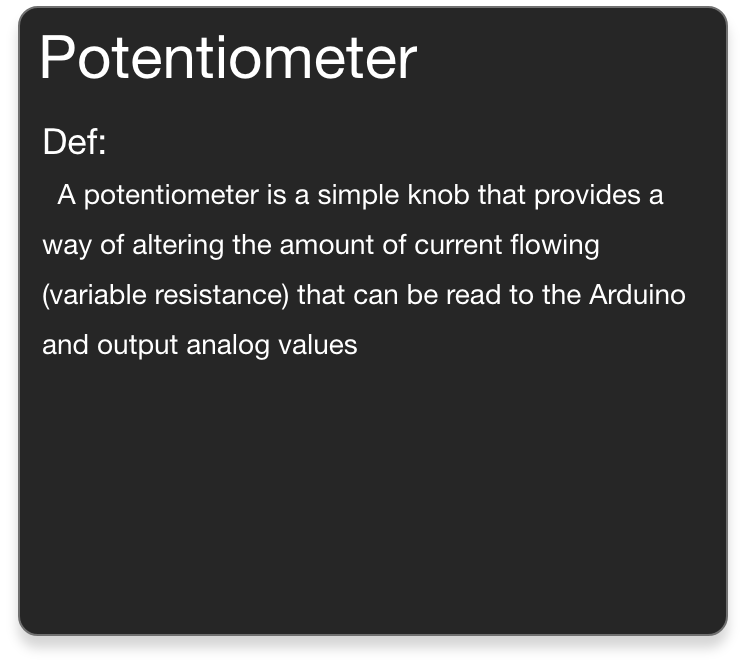 Potentiometer
Def:
A potentiometer is a simple knob that provides a
way of altering the amount of current flowing
(variable resistance) that can be read to the Arduino
and output analog values